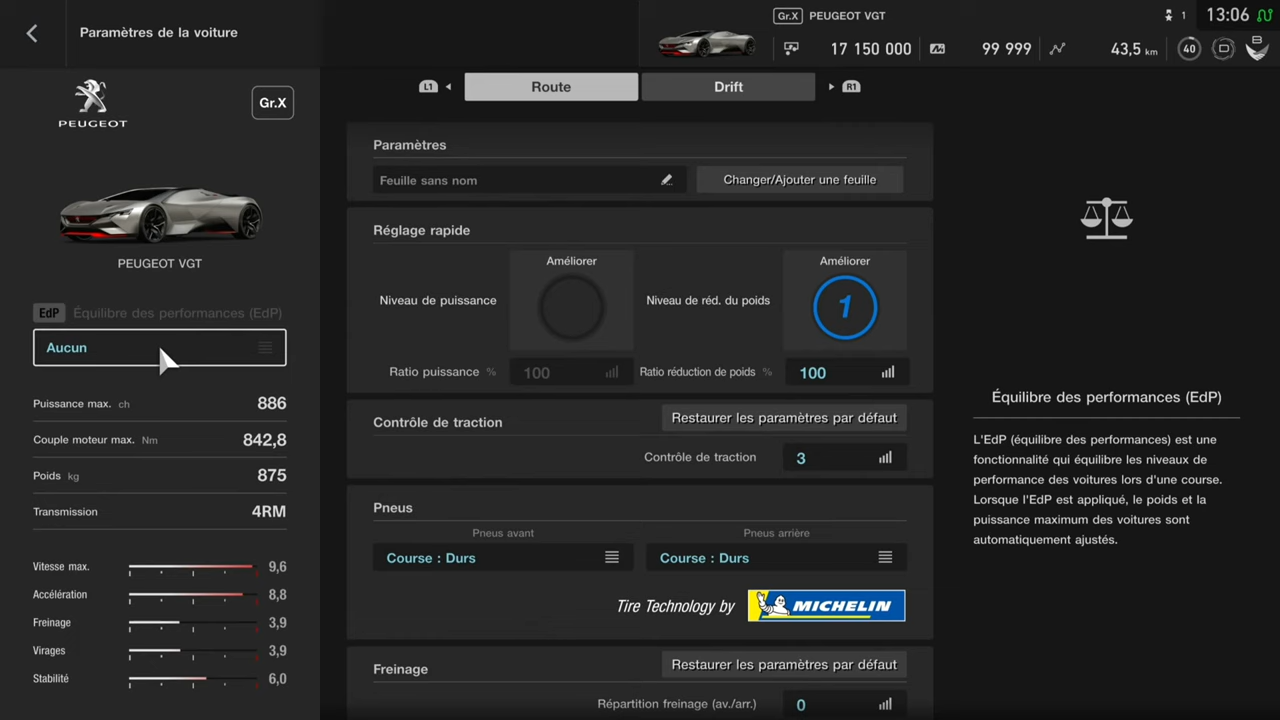 Paramètres de la voiture
Gr.X PEUGEOT VGT
17 150 000
99 999
43,5 km
1
13:06
40
D
B
PEUGEOT
Gr.X
PEUGEOT VGT
EdP Équilibre des performances (EdP)
Aucun
Puissance max. ch 886
Couple moteur max. Nm 842,8
Poids kg 875
Transmission 4RM
Vitesse max. 9,6
Accélération 8,8
Freinage 3,9
Virages 3,9
Stabilité 6,0
L1 Route Drift R1
Paramètres
Feuille sans nom Changer/Ajouter une feuille
Réglage rapide
Améliorer Améliorer
Niveau de puissance Niveau de réd. du poids 1
Ratio puissance % 100 Ratio réduction de poids % 100
Contrôle de traction Restaurer les paramètres par défaut
Contrôle de traction 3
Pneus
Pneus avant Pneus arrière
Course : Durs Course : Durs
Tire Technology by MICHELIN
Freinage Restaurer les paramètres par défaut
Répartition freinage (av./arr.) 0
Équilibre des performances (EdP)
L'EdP (équilibre des performances) est une
fonctionnalité qui équilibre les niveaux de
performance des voitures lors d'une course.
Lorsque l'EdP est appliqué, le poids et la
puissance maximum des voitures sont
automatiquement ajustés.